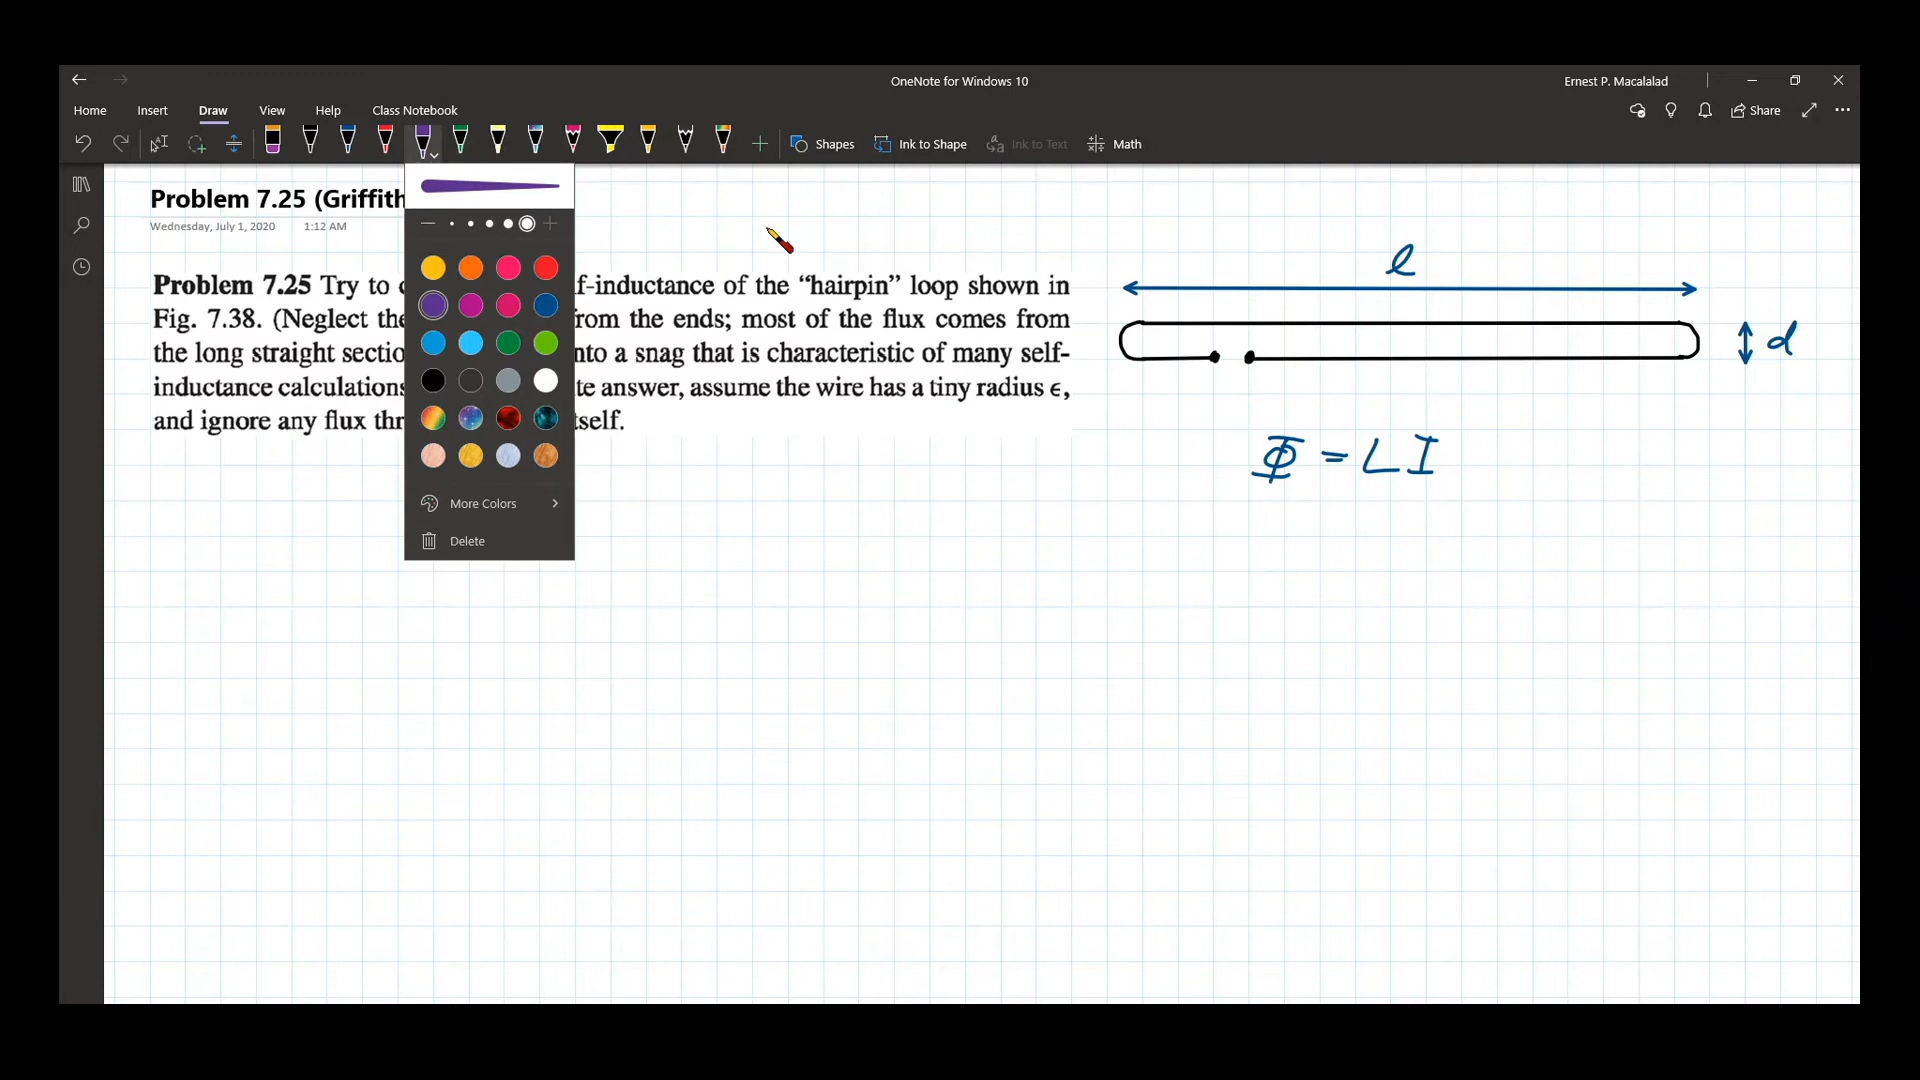 OneNote for Windows 10
Ernest P. Macalalad
Home Insert Draw View Help Class Notebook
Share
Shapes Ink to Shape Ink to Text Math
Problem 7.25 (Griffith
Wednesday, July 1, 2020 1:12 AM
Problem 7.25 Try to c f-inductance of the “hairpin” loop shown in
Fig. 7.38. (Neglect the from the ends; most of the flux comes from
the long straight sectio nto a snag that is characteristic of many self-
inductance calculations te answer, assume the wire has a tiny radius ϵ,
and ignore any flux thr tself.
More Colors
Delete
l
d
Φ = L I